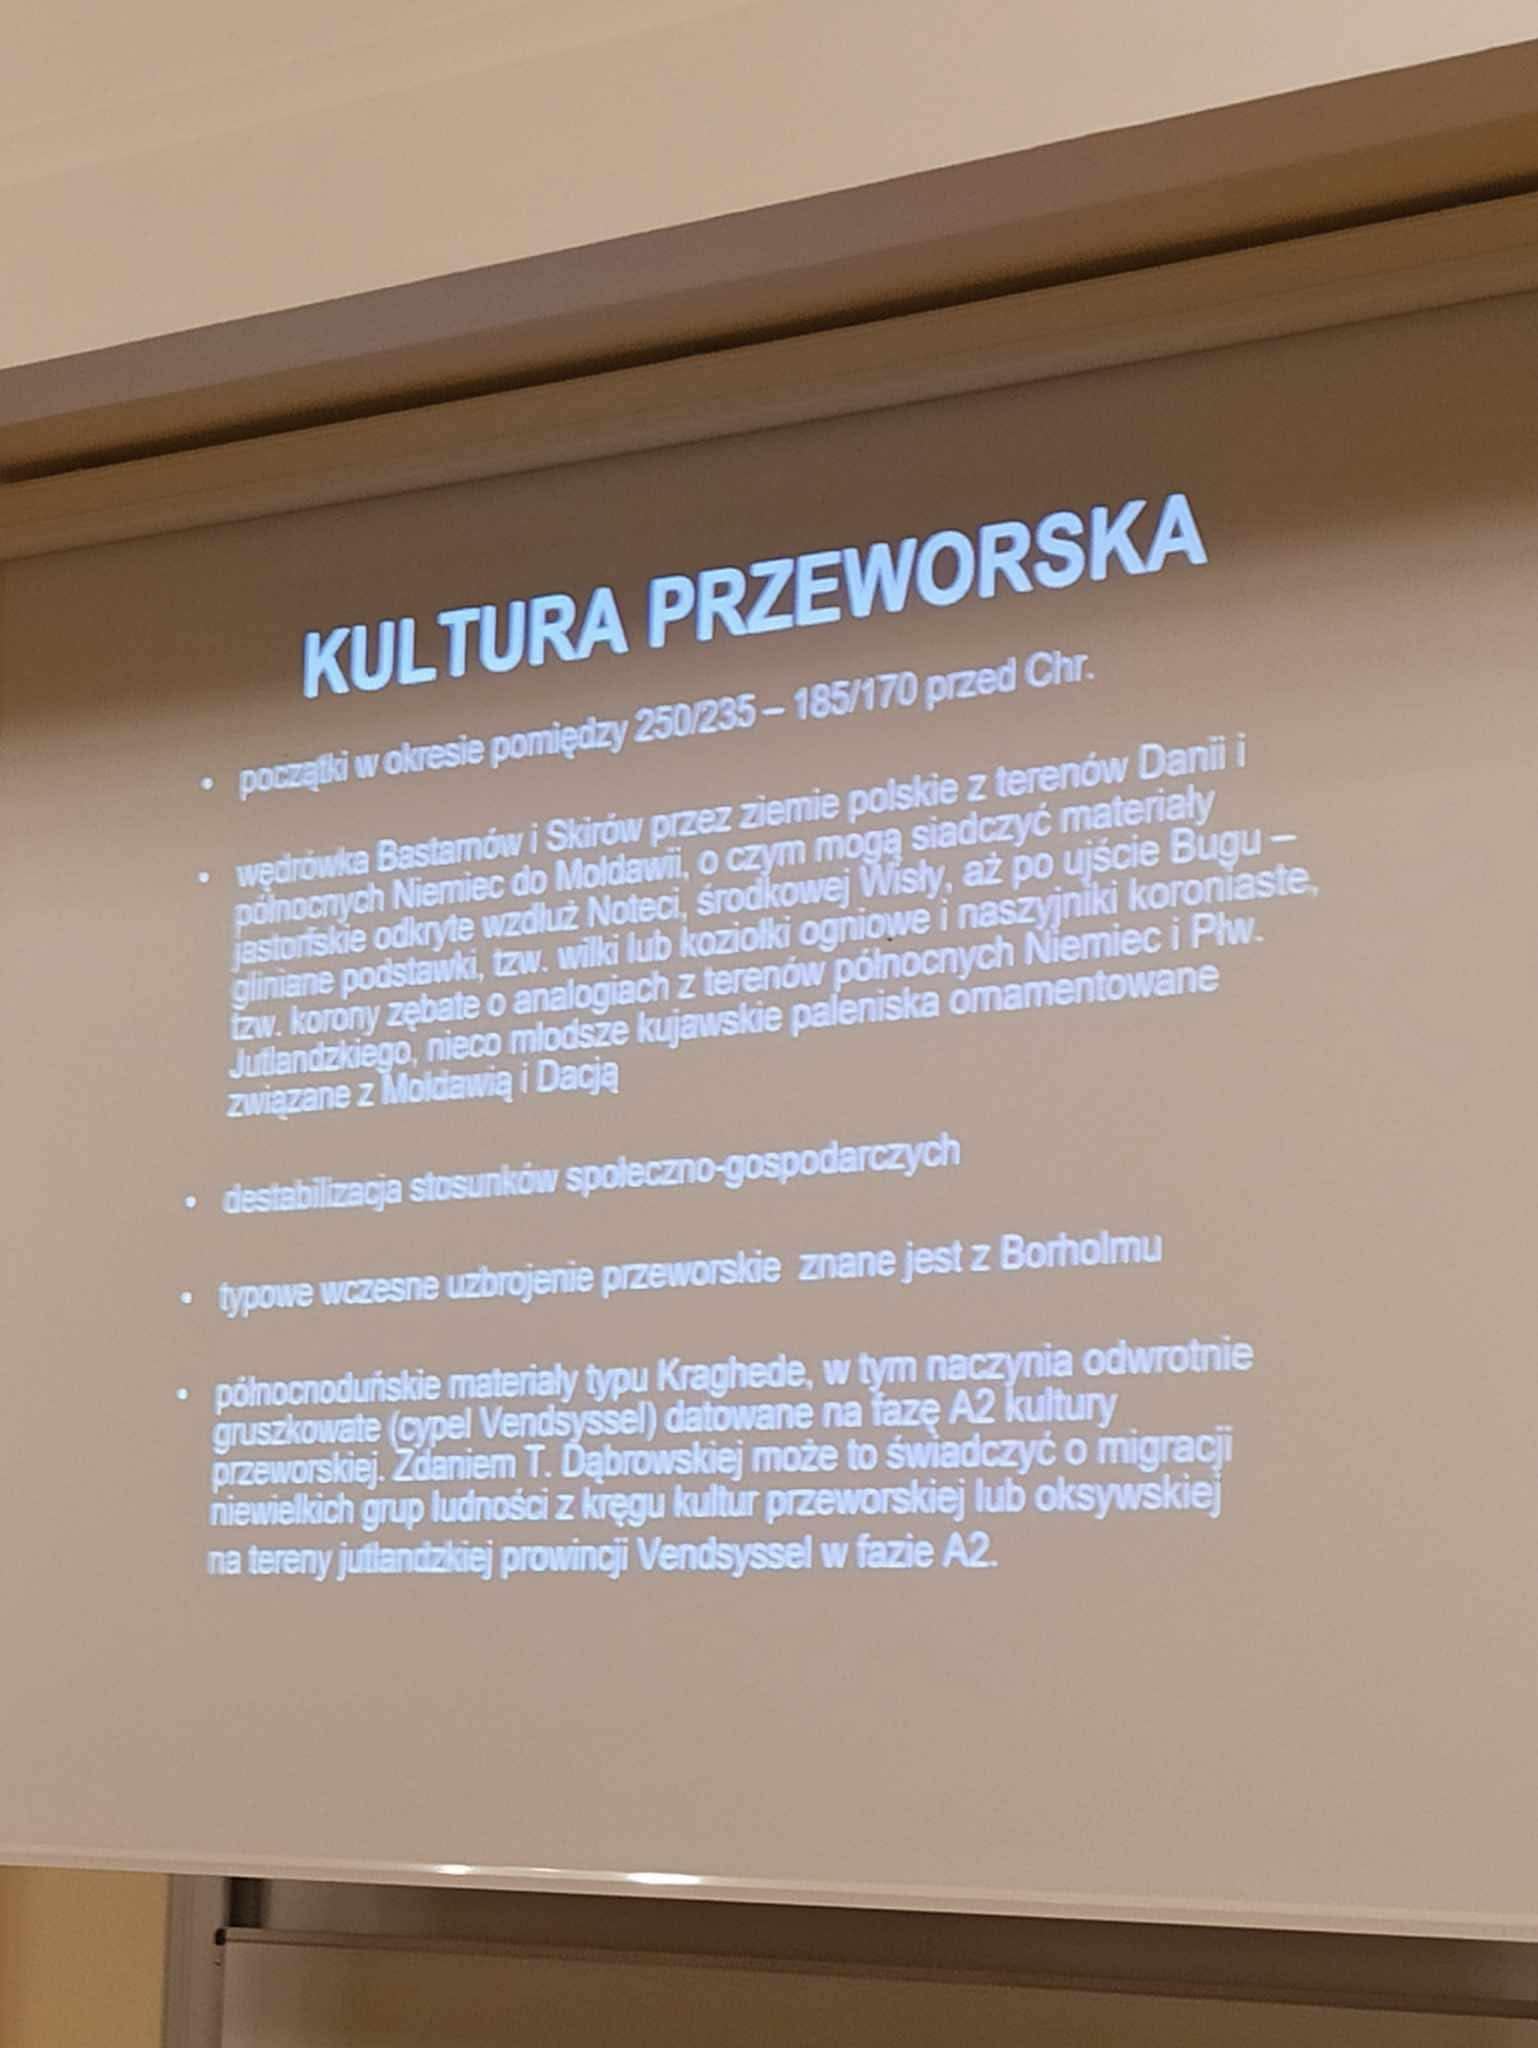 KULTURA PRZEWORSKA
• początki w okresie pomiędzy 250/235 – 185/170 przed Chr.
• wędrówka Bastarnów i Skirów przez ziemie polskie z terenów Danii i
północnych Niemiec do Mołdawii, o czym mogą siadczyć materiały
jastorfskie odkryte wzdłuż Noteci, środkowej Wisły, aż po ujście Bugu –
gliniane podstawki, tzw. wilki lub koziołki ogniowe i naszyjniki koroniaste,
tzw. korony zębate o analogiach z terenów północnych Niemiec i Płw.
Jutlandzkiego, nieco młodsze kujawskie paleniska ornamentowane
związane z Mołdawią i Dacją
• destabilizacja stosunków społeczno-gospodarczych
• typowe wczesne uzbrojenie przeworskie znane jest z Borholmu
• północnoduńskie materiały typu Kraghede, w tym naczynia odwrotnie
gruszkowate (cypel Vendsyssel) datowane na fazę A2 kultury
przeworskiej. Zdaniem T. Dąbrowskiej może to świadczyć o migracji
niewielkich grup ludności z kręgu kultur przeworskiej lub oksywskiej
na tereny jutlandzkiej prowincji Vendsyssel w fazie A2.